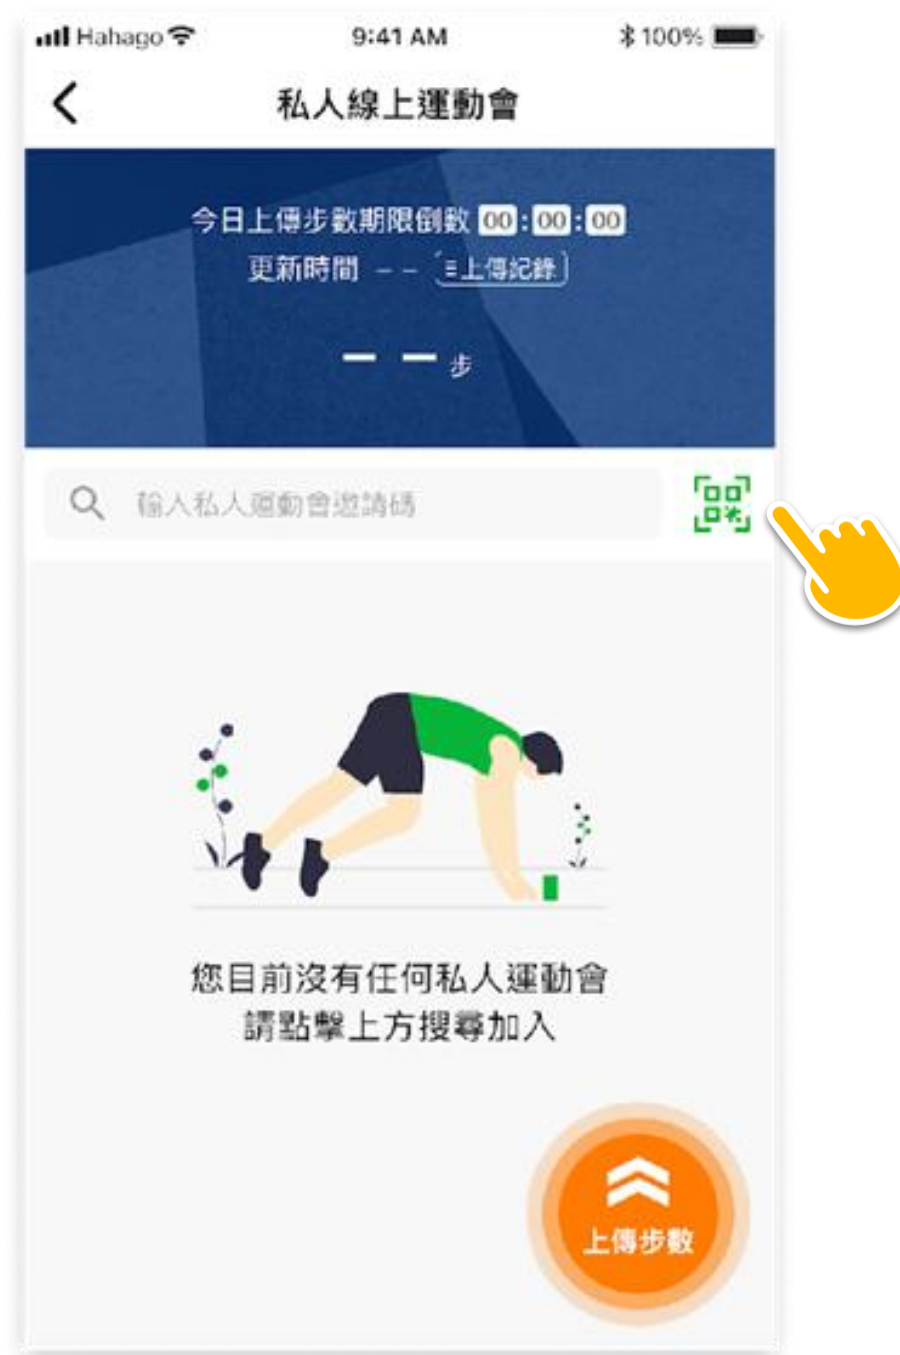 Hahago 9:41 AM 100%
私人線上運動會
今日上傳步數期限倒數 00:00:00
更新時間 -- 上傳紀錄
-- 步
輸入私人運動會邀請碼
您目前沒有任何私人運動會
請點擊上方搜尋加入
上傳步數